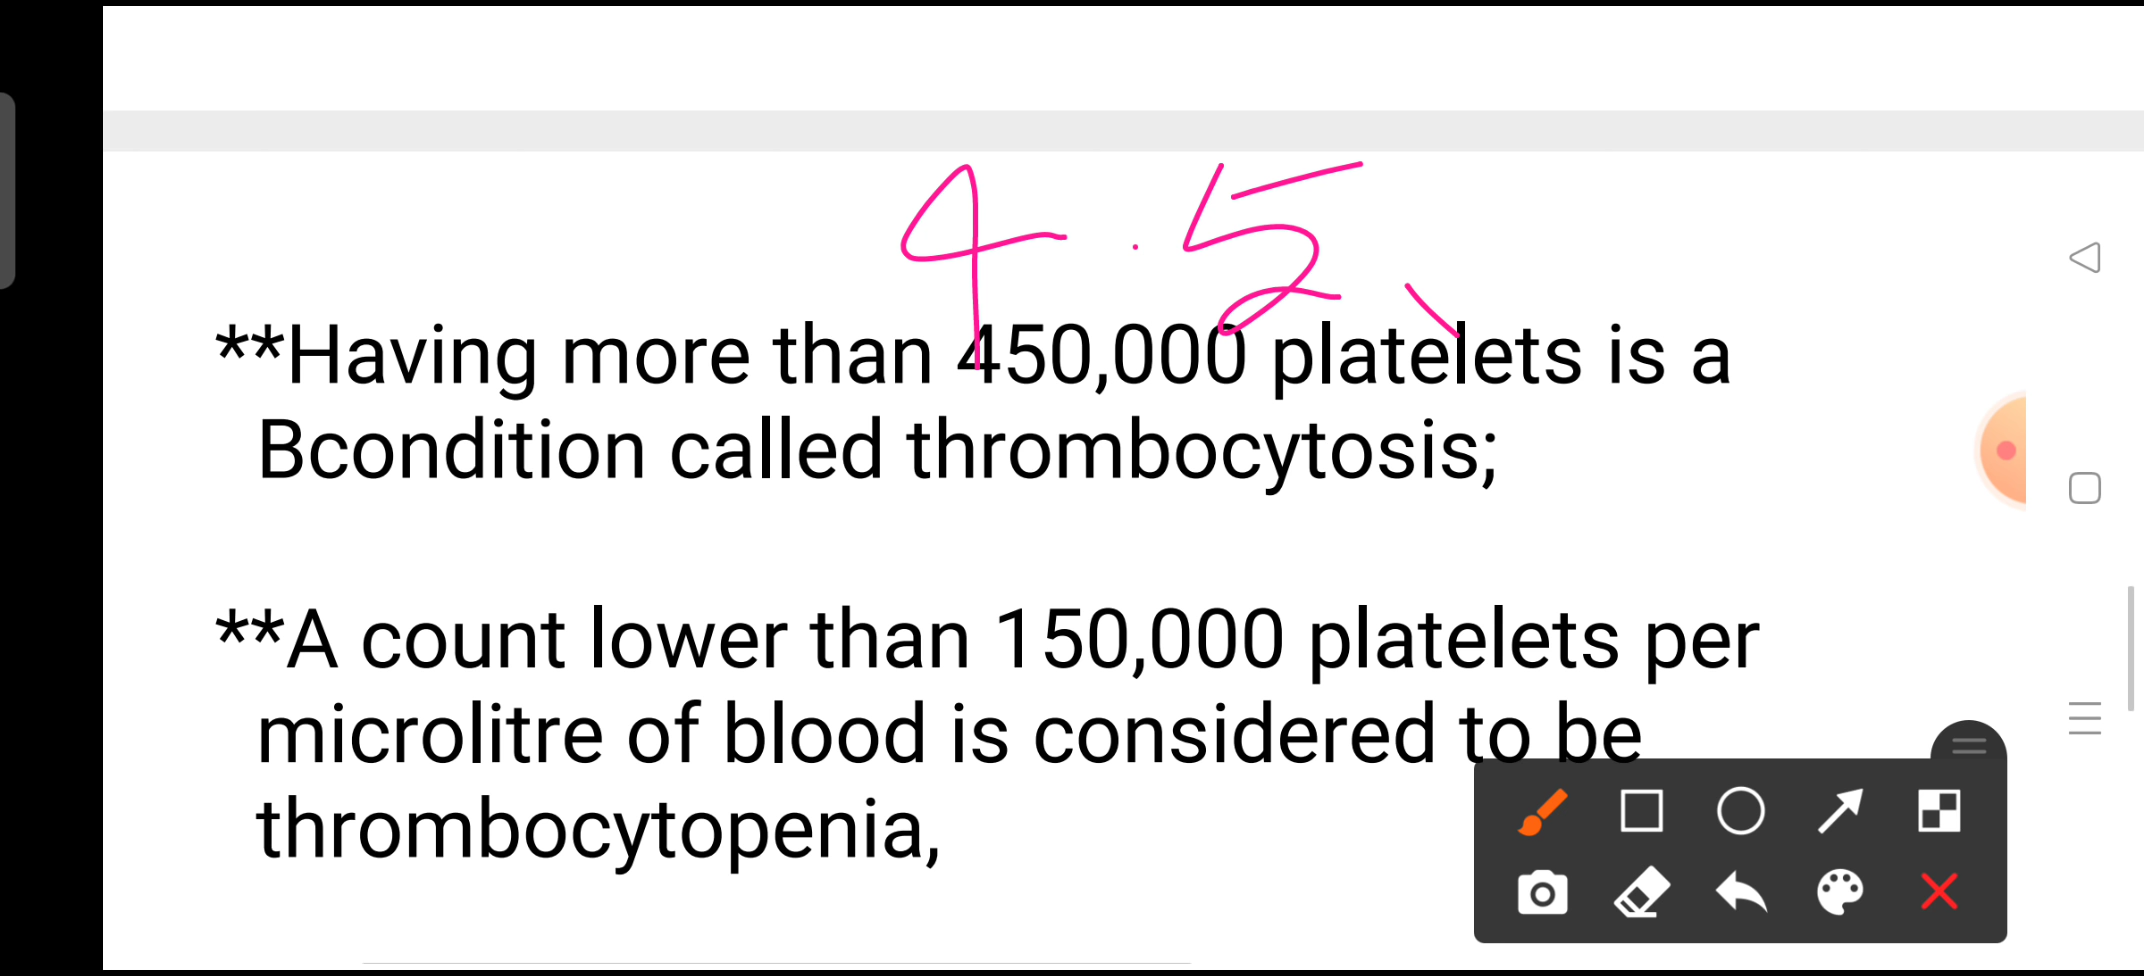 4.5
**Having more than 450,000 platelets is a
Bcondition called thrombocytosis;
**A count lower than 150,000 platelets per
microlitre of blood is considered to be
thrombocytopenia,